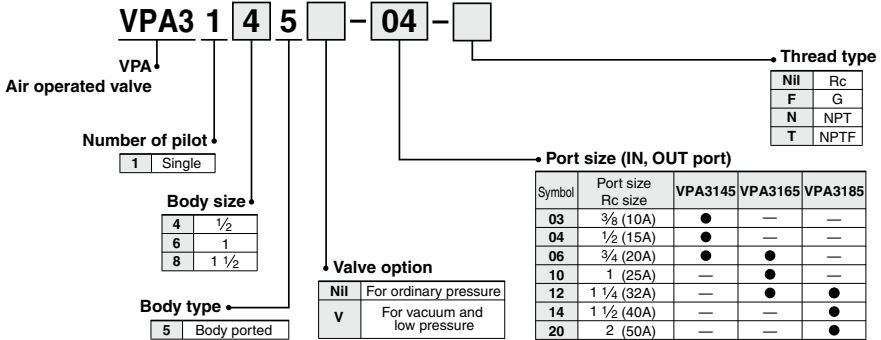 VPA3 1 4 5 – 04 –
VPA
Air operated valve
Number of pilot
1 Single
Body size
4 1/2
6 1
8 1 1/2
Body type
5 Body ported
Valve option
Nil For ordinary pressure
V For vacuum and
low pressure
Thread type
Nil Rc
F G
N NPT
T NPTF
Port size (IN, OUT port)
Symbol Port size
Rc size VPA3145 VPA3165 VPA3185
03 3/8 (10A) ● — —
04 1/2 (15A) ● — —
06 3/4 (20A) ● ● —
10 1 (25A) — ● —
12 1 1/4 (32A) — ● ●
14 1 1/2 (40A) — — ●
20 2 (50A) — — ●